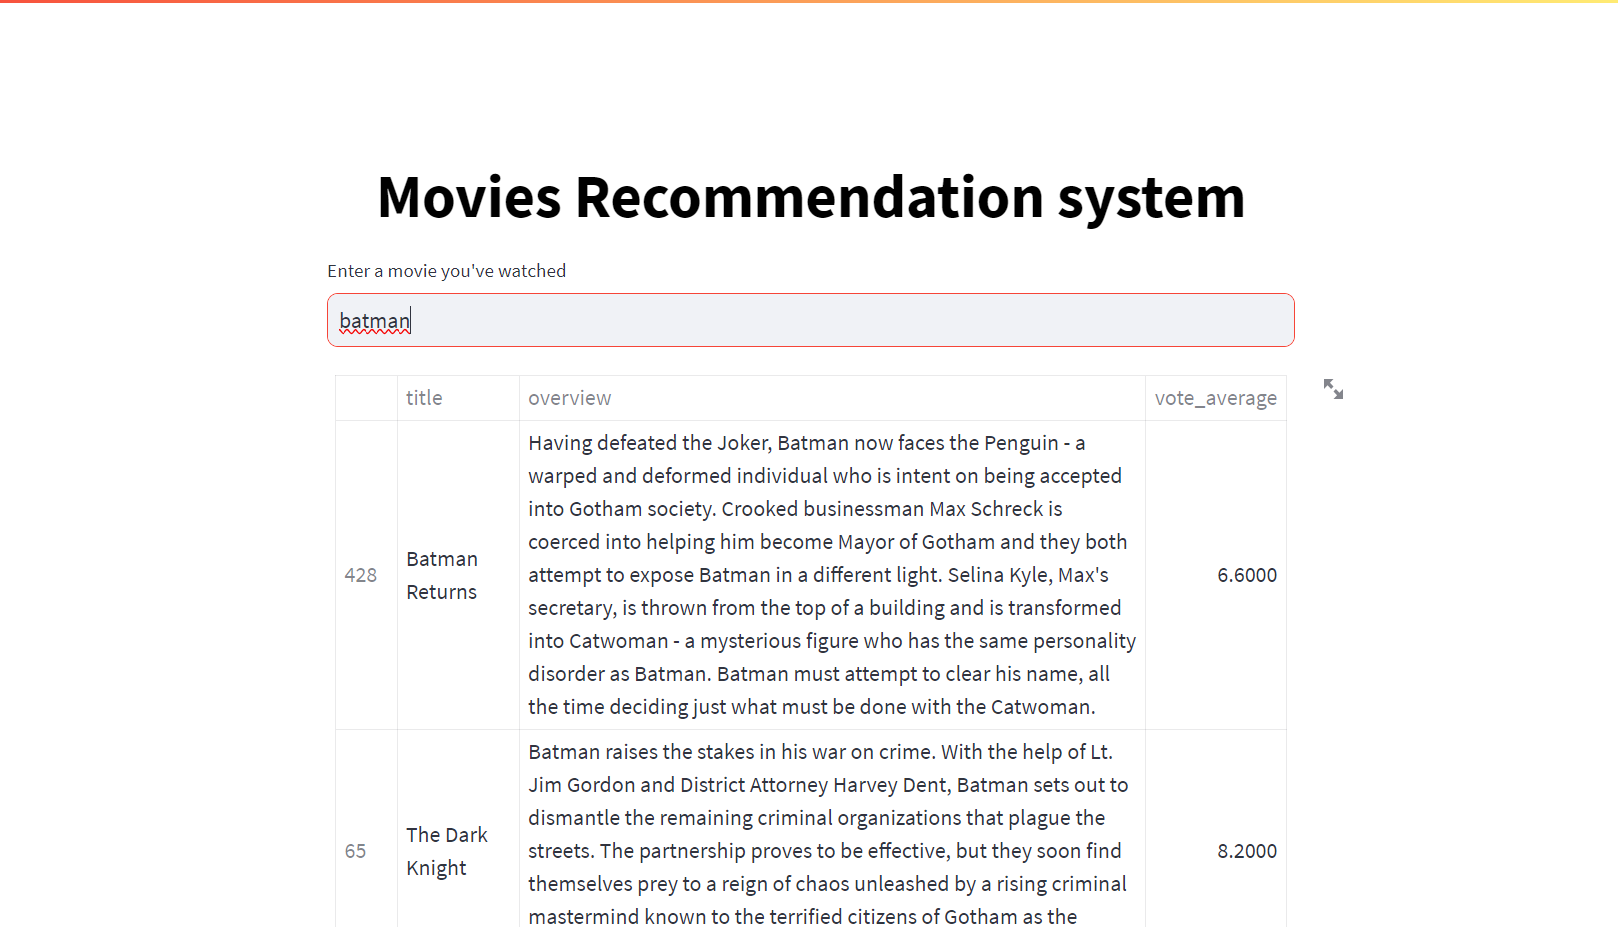 Movies Recommendation system
Enter a movie you've watched
batman
title overview vote_average
Having defeated the Joker, Batman now faces the Penguin - a
warped and deformed individual who is intent on being accepted
into Gotham society. Crooked businessman Max Schreck is
coerced into helping him become Mayor of Gotham and they both
428 Batman Returns attempt to expose Batman in a different light. Selina Kyle, Max's 6.6000
secretary, is thrown from the top of a building and is transformed
into Catwoman - a mysterious figure who has the same personality
disorder as Batman. Batman must attempt to clear his name, all
the time deciding just what must be done with the Catwoman.
Batman raises the stakes in his war on crime. With the help of Lt.
Jim Gordon and District Attorney Harvey Dent, Batman sets out to
dismantle the remaining criminal organizations that plague the
65 The Dark Knight streets. The partnership proves to be effective, but they soon find 8.2000
themselves prey to a reign of chaos unleashed by a rising criminal
mastermind known to the terrified citizens of Gotham as the